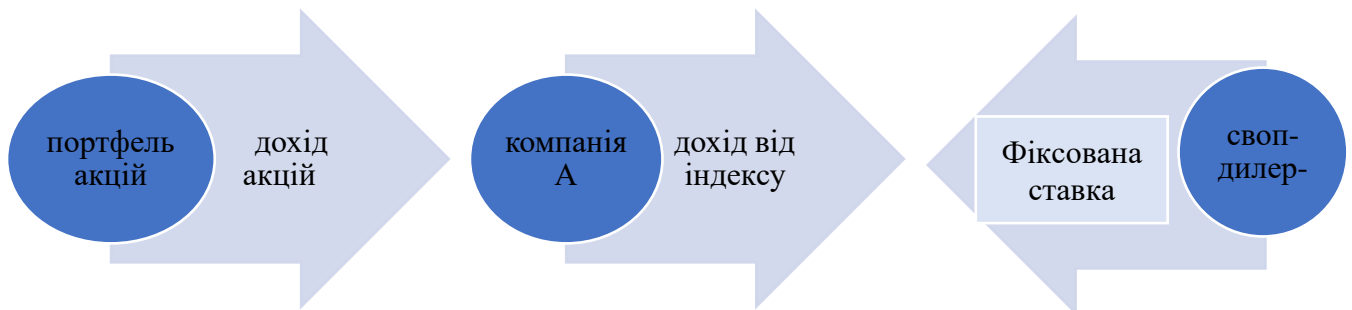 портфель
акцій
дохід
акцій
компанія
А
дохід від
індексу
Фіксована
ставка
своп-
дилер-